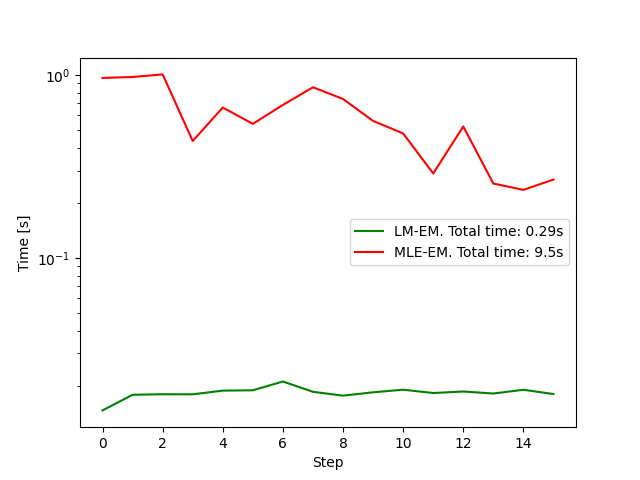 10⁰
10⁻¹
Time [s]
LM-EM. Total time: 0.29s
MLE-EM. Total time: 9.5s
0 2 4 6 8 10 12 14
Step